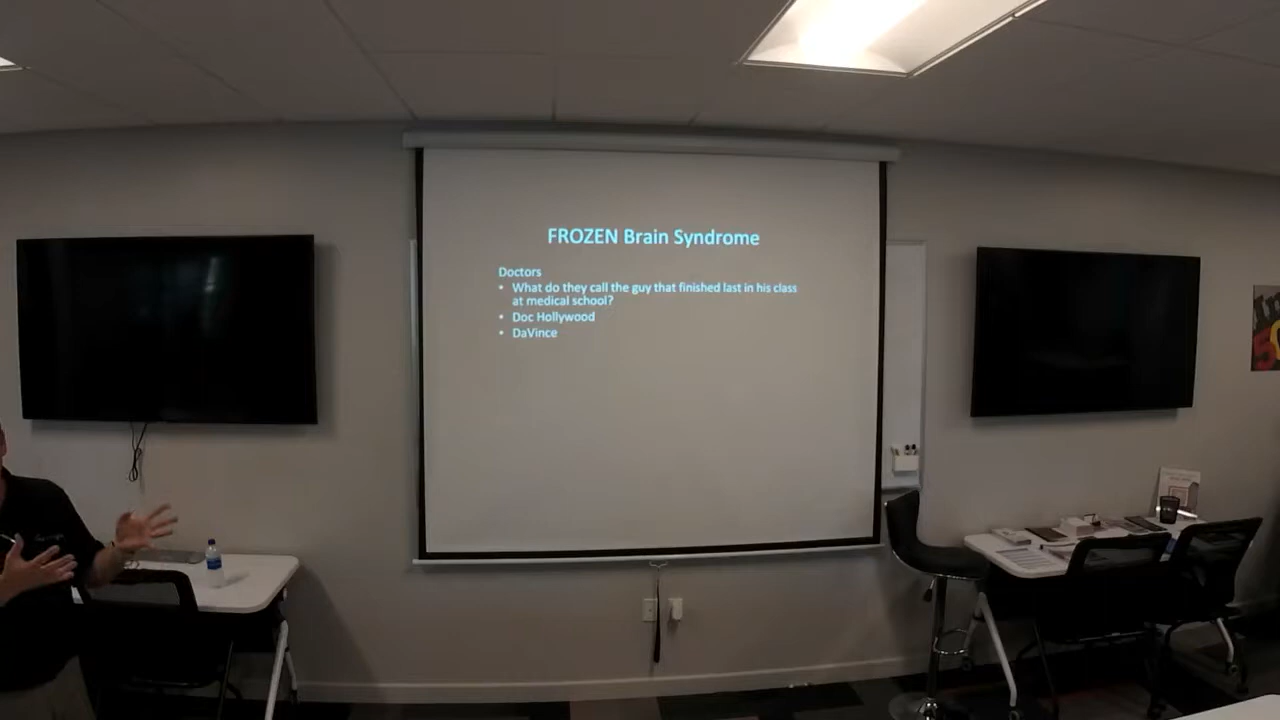 FROZEN Brain Syndrome
Doctors
• What do they call the guy that finished last in his class
at medical school?
• Doc Hollywood
• DaVince